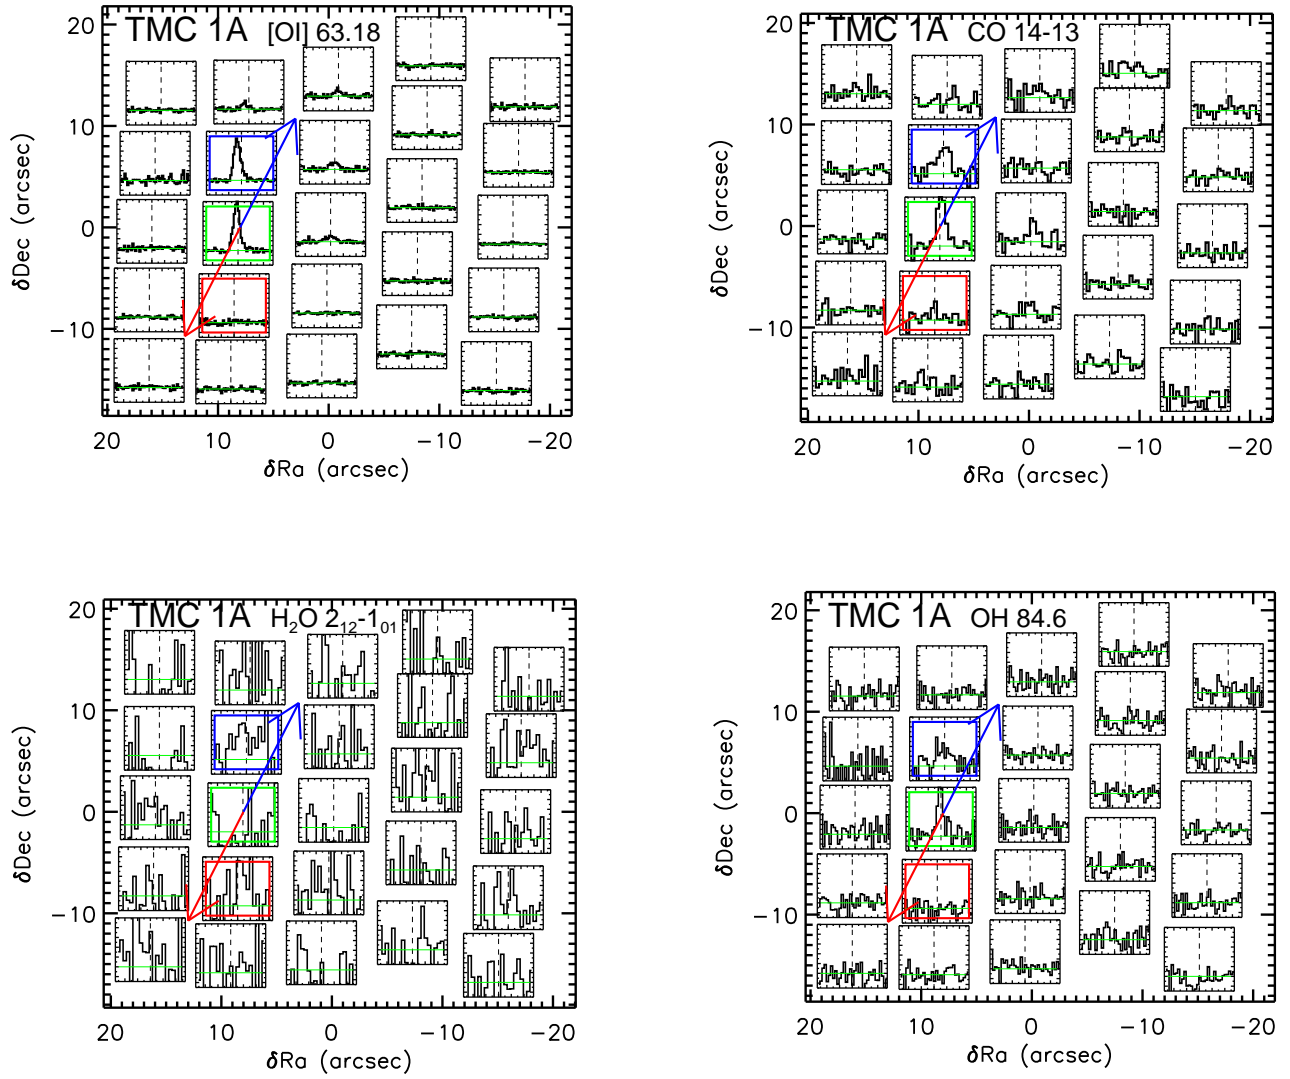 TMC 1A [OI] 63.18
20
10
0
−10
δDec (arcsec)
20 10 0 −10 −20
δRa (arcsec)
TMC 1A CO 14-13
20
10
0
−10
δDec (arcsec)
20 10 0 −10 −20
δRa (arcsec)
TMC 1A H₂O 2₁₂-1₀₁
20
10
0
−10
δDec (arcsec)
20 10 0 −10 −20
δRa (arcsec)
TMC 1A OH 84.6
20
10
0
−10
δDec (arcsec)
20 10 0 −10 −20
δRa (arcsec)